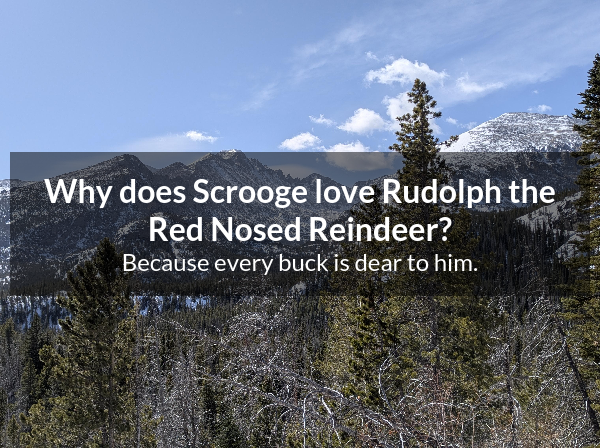 Why does Scrooge love Rudolph the
Red Nosed Reindeer?
Because every buck is dear to him.